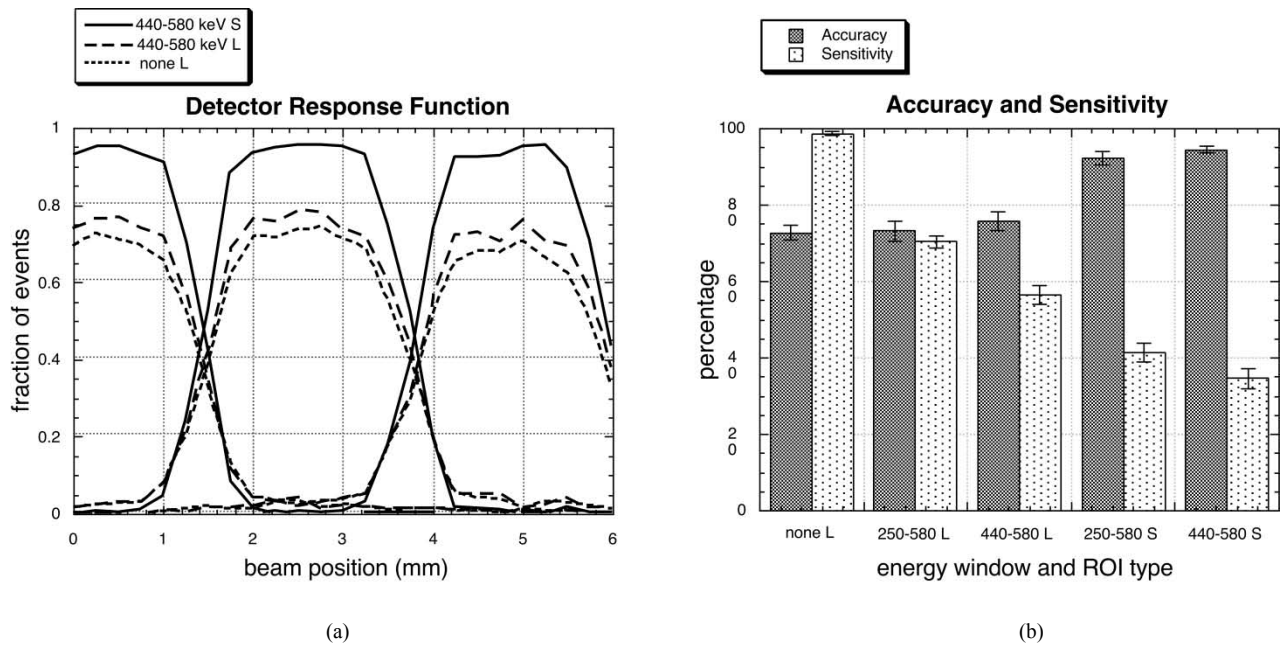 440-580 keV S
440-580 keV L
none L
Detector Response Function
1
0.8
0.6
0.4
0.2
0
fraction of events
0 1 2 3 4 5 6
beam position (mm)
(a)
Accuracy
Sensitivity
Accuracy and Sensitivity
100
8
0
6
0
4
0
2
0
0
percentage
none L 250-580 L 440-580 L 250-580 S 440-580 S
energy window and ROI type
(b)